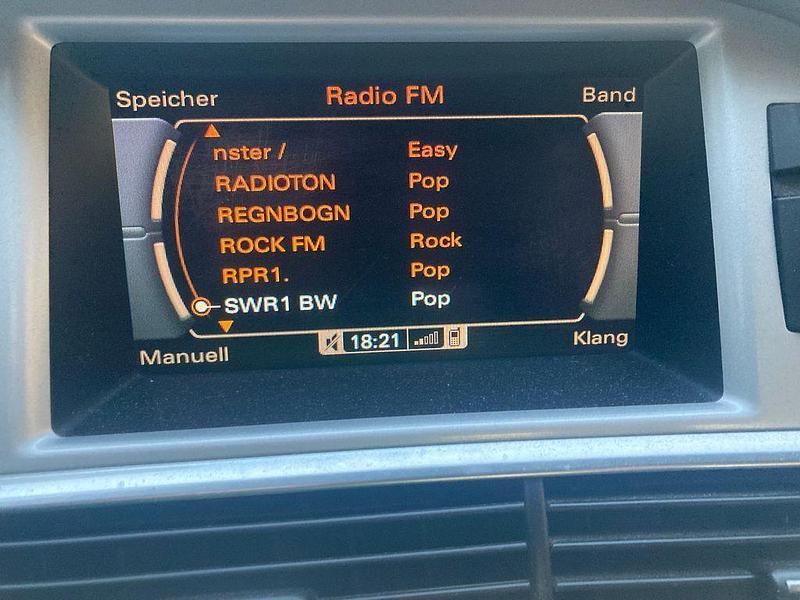 Speicher Radio FM Band
nster / Easy
RADIOTON Pop
REGNBOGN Pop
ROCK FM Rock
RPR1. Pop
SWR1 BW Pop
Manuell 18:21 Klang